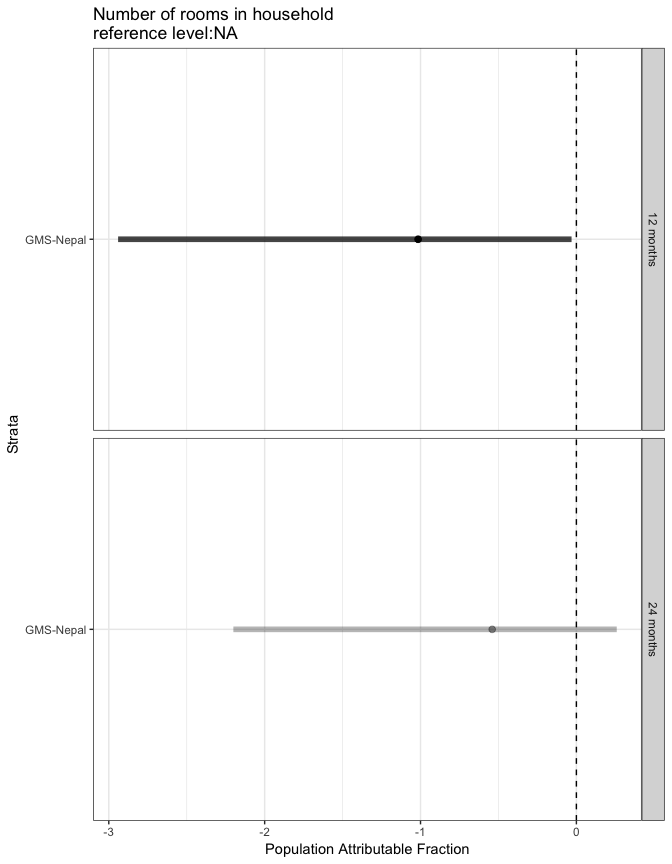 Number of rooms in household
reference level:NA
GMS-Nepal
12 months
Strata
GMS-Nepal
24 months
-3 -2 -1 0
Population Attributable Fraction